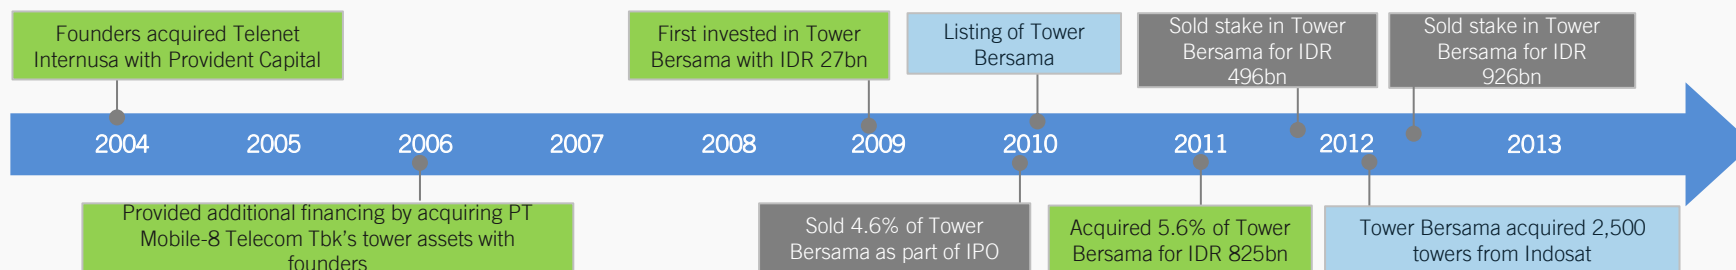 Founders acquired Telenet
Internusa with Provident Capital
First invested in Tower
Bersama with IDR 27bn
Listing of Tower
Bersama
Sold stake in Tower
Bersama for IDR
496bn
Sold stake in Tower
Bersama for IDR
926bn
2004 2005 2006 2007 2008 2009 2010 2011 2012 2013
Provided additional financing by acquiring PT
Mobile-8 Telecom Tbk's tower assets with
founders
Sold 4.6% of Tower
Bersama as part of IPO
Acquired 5.6% of Tower
Bersama for IDR 825bn
Tower Bersama acquired 2,500
towers from Indosat